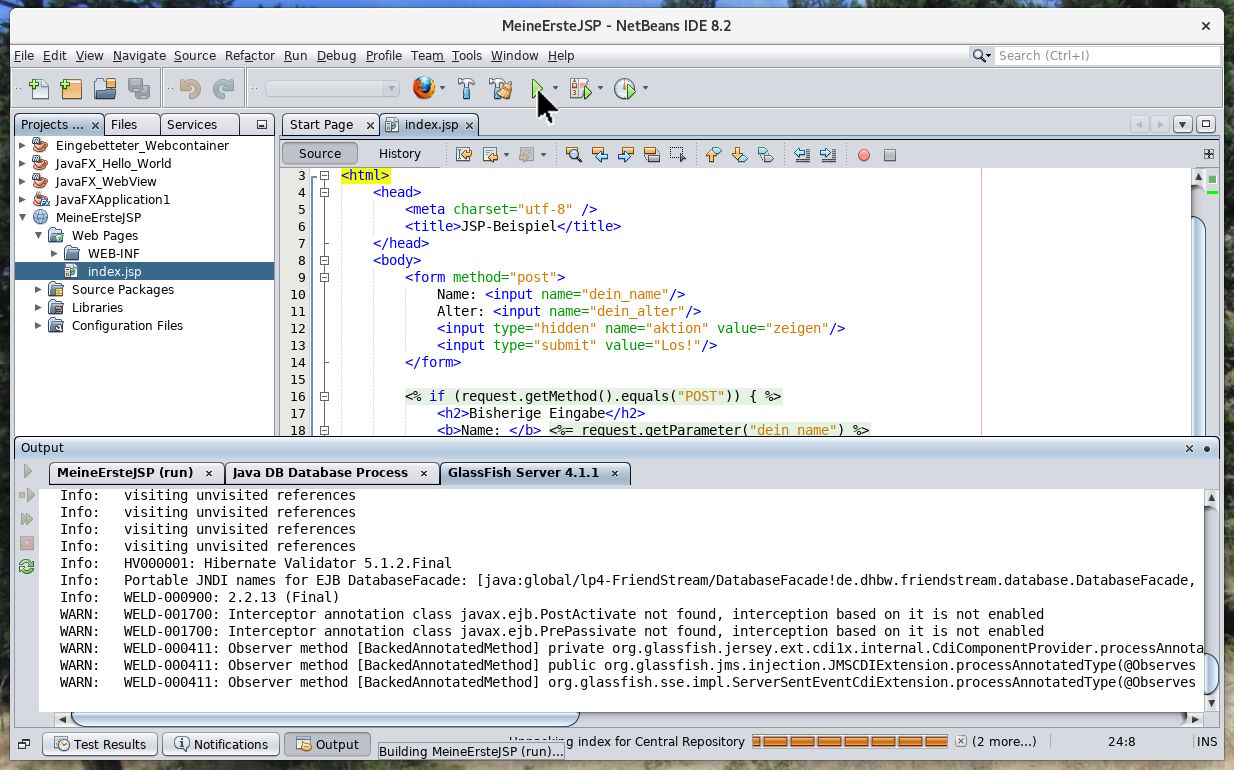 MeineErsteJSP - NetBeans IDE 8.2
File Edit View Navigate Source Refactor Run Debug Profile Team Tools Window Help
Search (Ctrl+I)
Projects ... Files Services
Eingebetteter_Webcontainer
JavaFX_Hello_World
JavaFX_WebView
JavaFXApplication1
MeineErsteJSP
Web Pages
WEB-INF
index.jsp
Source Packages
Libraries
Configuration Files
Start Page index.jsp
Source History
3 <html>
4 <head>
5 <meta charset="utf-8" />
6 <title>JSP-Beispiel</title>
7 </head>
8 <body>
9 <form method="post">
10 Name: <input name="dein_name"/>
11 Alter: <input name="dein_alter"/>
12 <input type="hidden" name="aktion" value="zeigen"/>
13 <input type="submit" value="Los!"/>
14 </form>
15
16 <% if (request.getMethod().equals("POST")) { %>
17 <h2>Bisherige Eingabe</h2>
18 <b>Name: </b> <%= request.getParameter("dein_name") %>
Output
MeineErsteJSP (run) Java DB Database Process GlassFish Server 4.1.1
Info: visiting unvisited references
Info: visiting unvisited references
Info: visiting unvisited references
Info: visiting unvisited references
Info: HV000001: Hibernate Validator 5.1.2.Final
Info: Portable JNDI names for EJB DatabaseFacade: [java:global/lp4-FriendStream/DatabaseFacade!de.dhbw.friendstream.database.DatabaseFacade,
Info: WELD-000900: 2.2.13 (Final)
WARN: WELD-001700: Interceptor annotation class javax.ejb.PostActivate not found, interception based on it is not enabled
WARN: WELD-001700: Interceptor annotation class javax.ejb.PrePassivate not found, interception based on it is not enabled
WARN: WELD-000411: Observer method [BackedAnnotatedMethod] private org.glassfish.jersey.ext.cdi1x.internal.CdiComponentProvider.processAnnota
WARN: WELD-000411: Observer method [BackedAnnotatedMethod] public org.glassfish.jms.injection.JMSCDIExtension.processAnnotatedType(@Observes
WARN: WELD-000411: Observer method [BackedAnnotatedMethod] org.glassfish.sse.impl.ServerSentEventCdiExtension.processAnnotatedType(@Observes
Test Results Notifications Output
Building MeineErsteJSP (run)...
index for Central Repository (2 more...) 24:8 INS